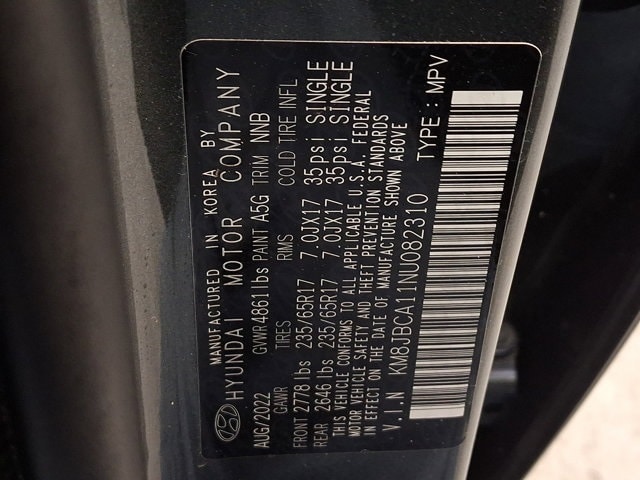 MANUFACTURED IN KOREA BY
HYUNDAI MOTOR COMPANY
AUG/2022 GVWR 4861 lbs PAINT A5G TRIM NNB
GAWR TIRES RIMS COLD TIRE INFL
FRONT 2778 lbs 235/65R17 7.0JX17 35psi SINGLE
REAR 2646 lbs 235/65R17 7.0JX17 35psi SINGLE
THIS VEHICLE CONFORMS TO ALL APPLICABLE U.S.A. FEDERAL
MOTOR VEHICLE SAFETY AND THEFT PREVENTION STANDARDS
IN EFFECT ON THE DATE OF MANUFACTURE SHOWN ABOVE
V.I.N KM8JBCA11NU082310 TYPE : MPV